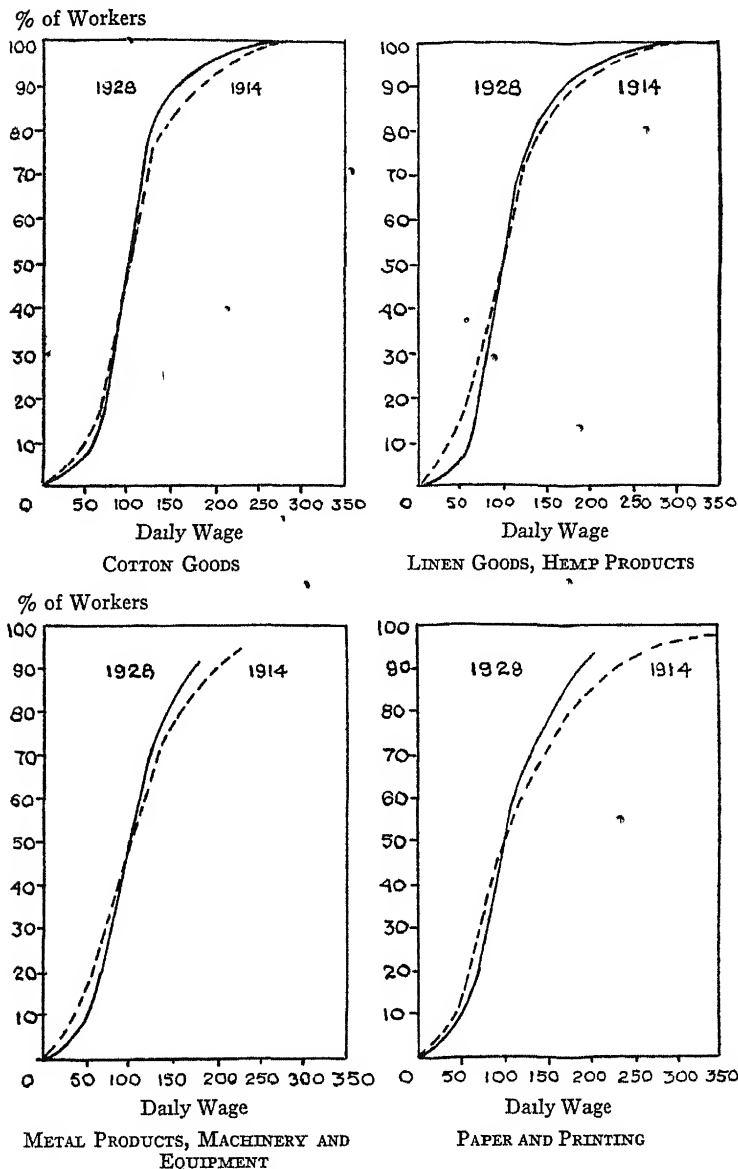 % of Workers
100
90
80
70
60
50
40
30
20
10
1928 1914
0 50 100 150 200 250 300 350
Daily Wage
COTTON GOODS
100
90
80
70
60
50
40
30
20
10
1928 1914
0 50 100 150 200 250 300 350
Daily Wage
LINEN GOODS, HEMP PRODUCTS
% of Workers
100
90
80
70
60
50
40
30
20
10
1928 1914
0 50 100 150 200 250 300 350
Daily Wage
METAL PRODUCTS, MACHINERY AND
EQUIPMENT
100
90
80
70
60
50
40
30
20
10
1928 1914
0 50 100 150 200 250 300 350
Daily Wage
PAPER AND PRINTING